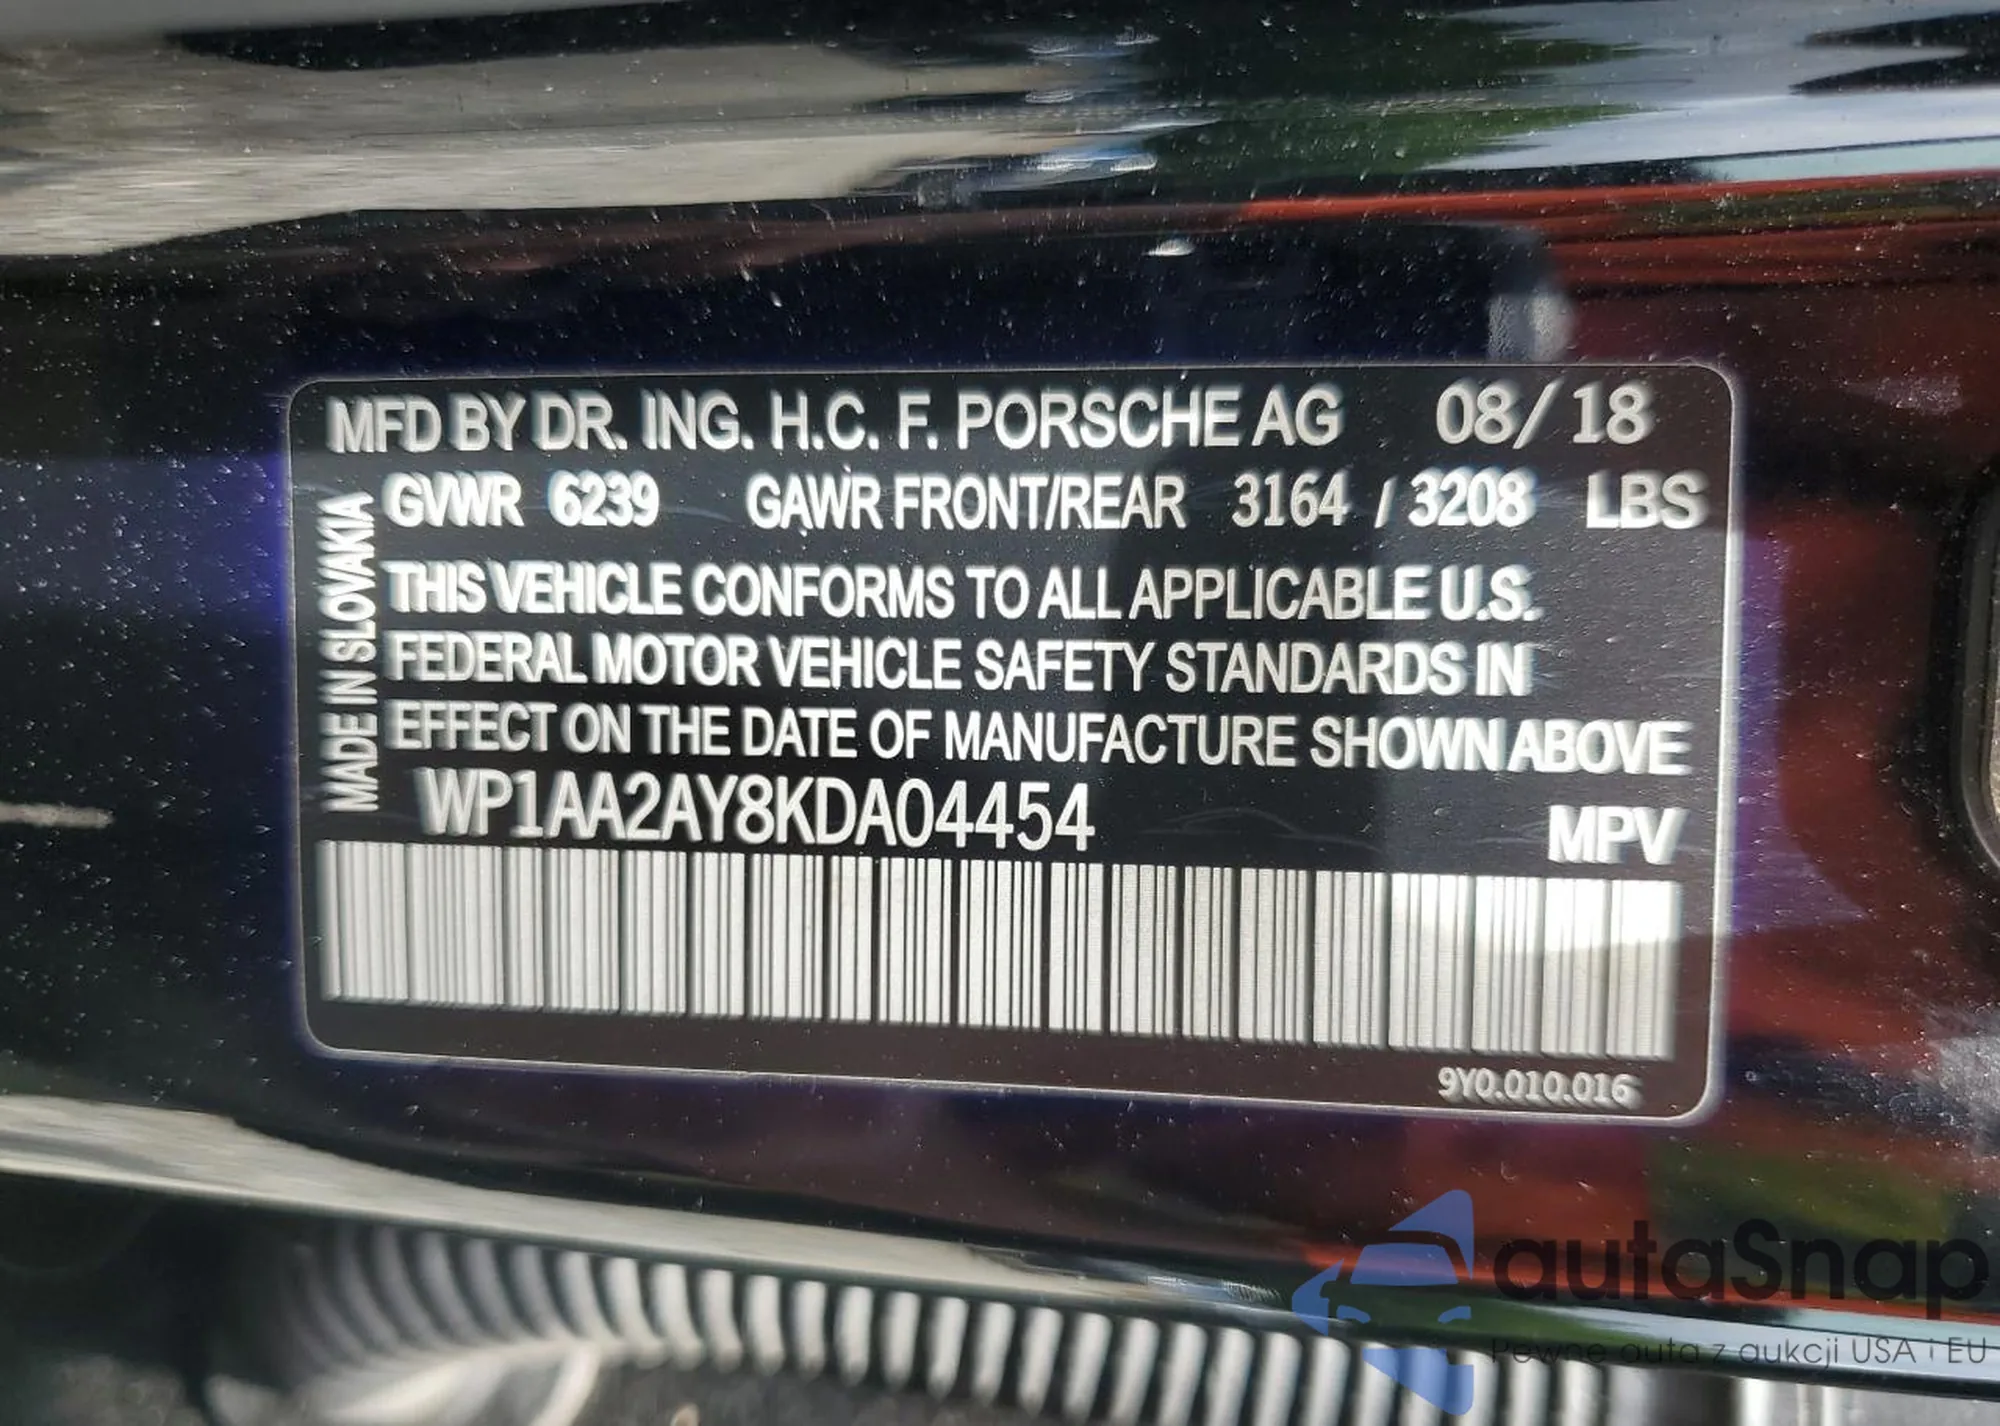 MFD BY DR. ING. H.C. F. PORSCHE AG 08/18
GVWR 6239 GAWR FRONT/REAR 3164 / 3208 LBS
THIS VEHICLE CONFORMS TO ALL APPLICABLE U.S.
FEDERAL MOTOR VEHICLE SAFETY STANDARDS IN
EFFECT ON THE DATE OF MANUFACTURE SHOWN ABOVE
WP1AA2AY8KDA04454 MPV
MADE IN SLOVAKIA
9Y0.010.016
autaSnap
Pewne auta z aukcji USA i EU